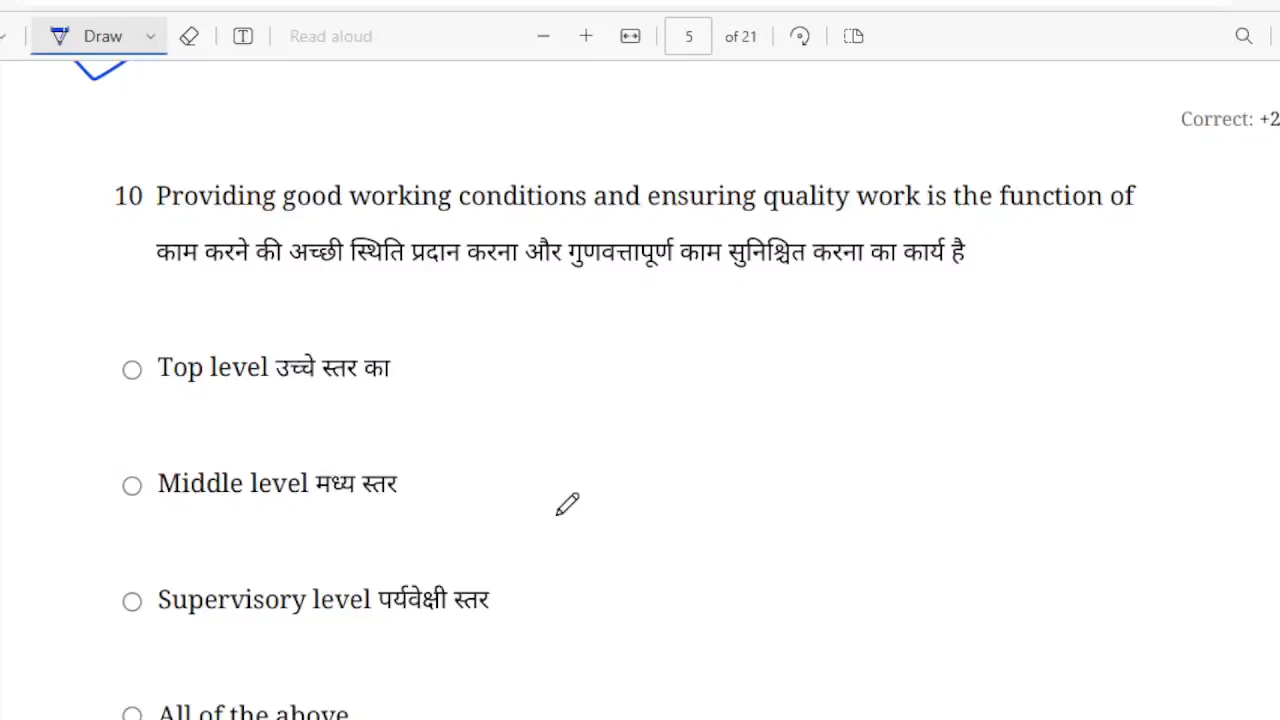 Draw
Read aloud
5
of 21
Correct: +2
10 Providing good working conditions and ensuring quality work is the function of
काम करने की अच्छी स्थिति प्रदान करना और गुणवत्तापूर्ण काम सुनिश्चित करना का कार्य है
Top level उच्चे स्तर का
Middle level मध्य स्तर
Supervisory level पर्यवेक्षी स्तर
All of the above